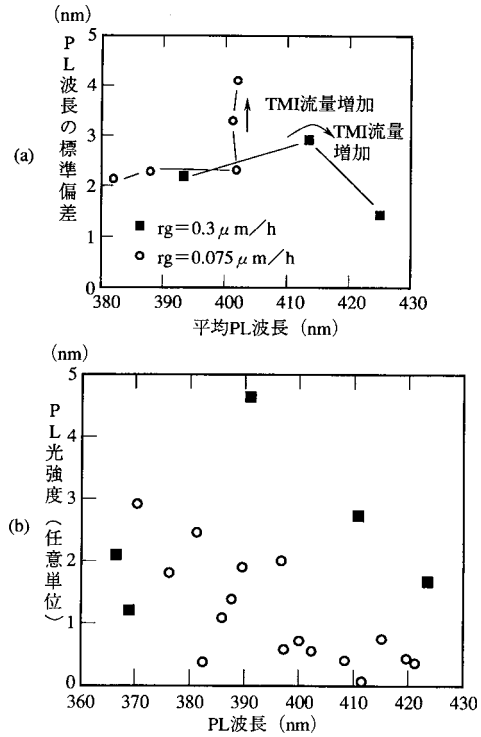 (nm)
PL波長の標準偏差
(a)
5
4
3
2
1
0
TMI流量増加
TMI流量
増加
■ rg=0.3μm/h
○ rg=0.075μm/h
380 390 400 410 420 430
平均PL波長 (nm)
(nm)
PL光強度(任意単位)
(b)
5
4
3
2
1
0
360 370 380 390 400 410 420 430
PL波長 (nm)